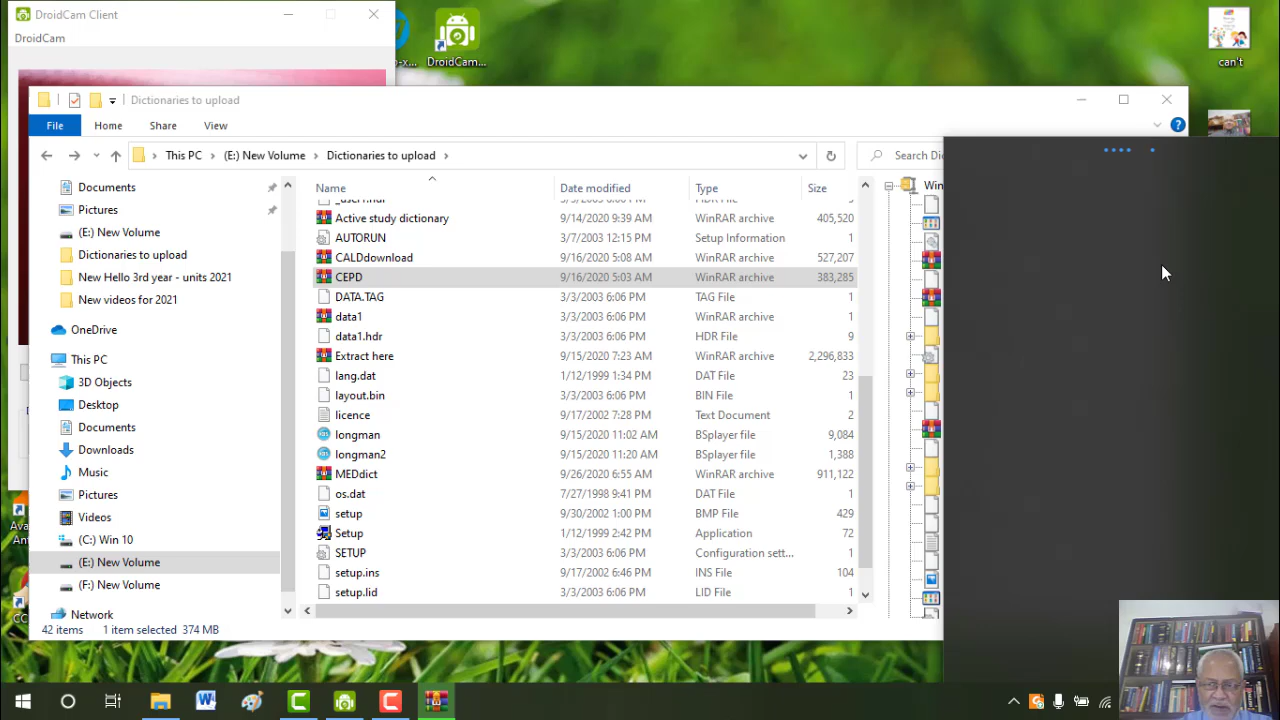 DroidCam Client
DroidCam
DroidCam...
can't
Dictionaries to upload
File Home Share View
This PC (E:) New Volume Dictionaries to upload
Name Date modified Type Size
Documents
Pictures
(E:) New Volume
Dictionaries to upload
New Hello 3rd year - units 2021
New videos for 2021
OneDrive
This PC
3D Objects
Desktop
Documents
Downloads
Music
Pictures
Videos
(C:) Win 10
(E:) New Volume
(F:) New Volume
Network
Active study dictionary 9/14/2020 9:39 AM WinRAR archive 405,520
AUTORUN 3/7/2003 12:15 PM Setup Information 1
CALDdownload 9/16/2020 5:08 AM WinRAR archive 527,207
CEPD 9/16/2020 5:03 AM WinRAR archive 383,285
DATA.TAG 3/3/2003 6:06 PM TAG File 1
data1 3/3/2003 6:06 PM WinRAR archive 1
data1.hdr 3/3/2003 6:06 PM HDR File 9
Extract here 9/15/2020 7:23 AM WinRAR archive 2,296,833
lang.dat 1/12/1999 1:34 PM DAT File 23
layout.bin 3/3/2003 6:06 PM BIN File 1
licence 9/17/2002 7:28 PM Text Document 2
longman 9/15/2020 11:02 AM BSplayer file 9,084
longman2 9/15/2020 11:20 AM BSplayer file 1,388
MEDdict 9/26/2020 6:55 AM WinRAR archive 911,122
os.dat 7/27/1998 9:41 PM DAT File 1
setup 9/30/2002 1:00 PM BMP File 429
Setup 1/12/1999 2:42 PM Application 72
SETUP 3/3/2003 6:06 PM Configuration sett... 1
setup.ins 9/17/2002 6:46 PM INS File 104
setup.lid 3/3/2003 6:06 PM LID File 1
42 items 1 item selected 374 MB